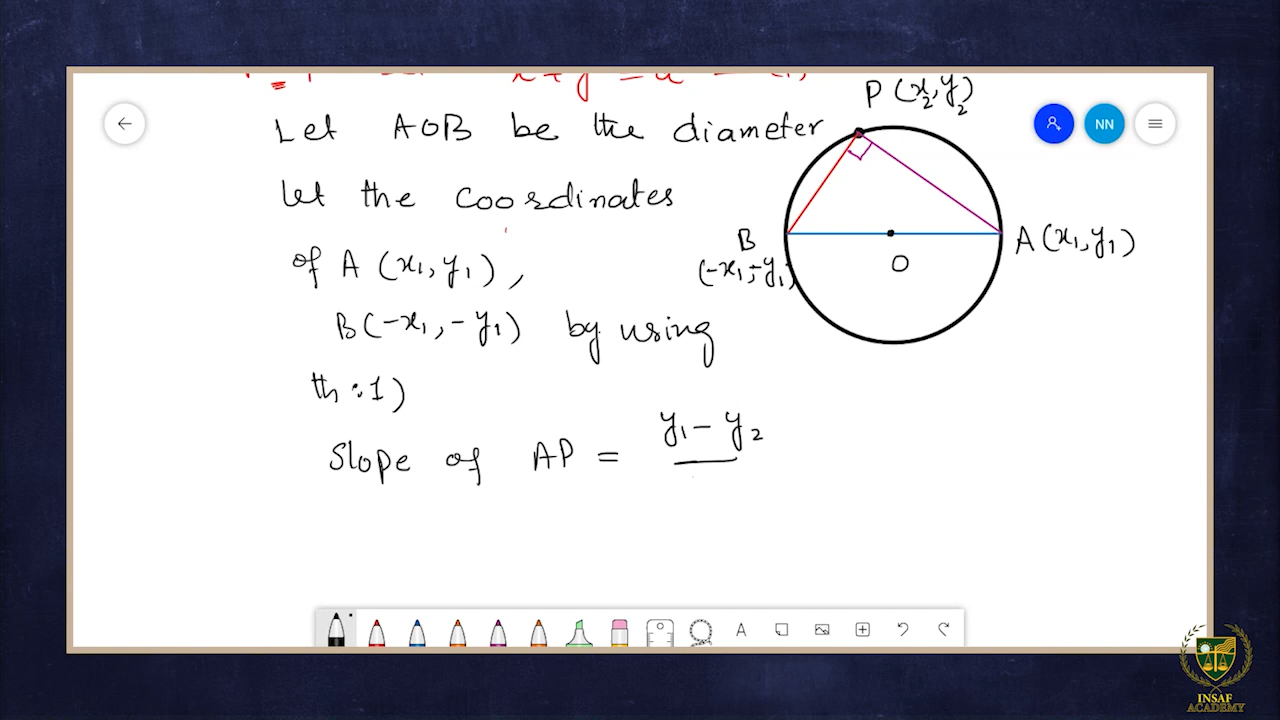 P (x₂, y₂)
Let AOB be the diameter
NN
let the coordinates
B
A (x₁, y₁)
(-x₁, -y₁)
O
of A (x₁, y₁),
B(-x₁, -y₁) by using
th : 1)
y₁ - y₂
Slope of AP =
A
INSAF
ACADEMY